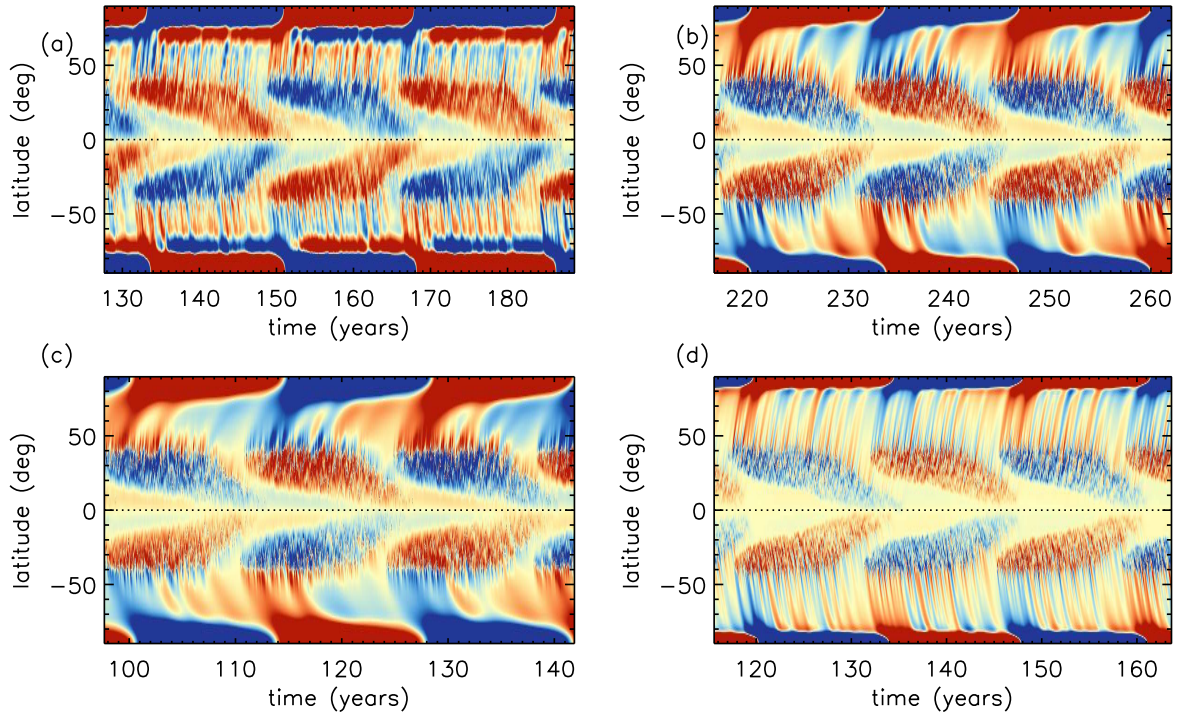 (a)
50
0
−50
latitude (deg)
130 140 150 160 170 180
time (years)
(b)
50
0
−50
latitude (deg)
220 230 240 250 260
time (years)
(c)
50
0
−50
latitude (deg)
100 110 120 130 140
time (years)
(d)
50
0
−50
latitude (deg)
120 130 140 150 160
time (years)